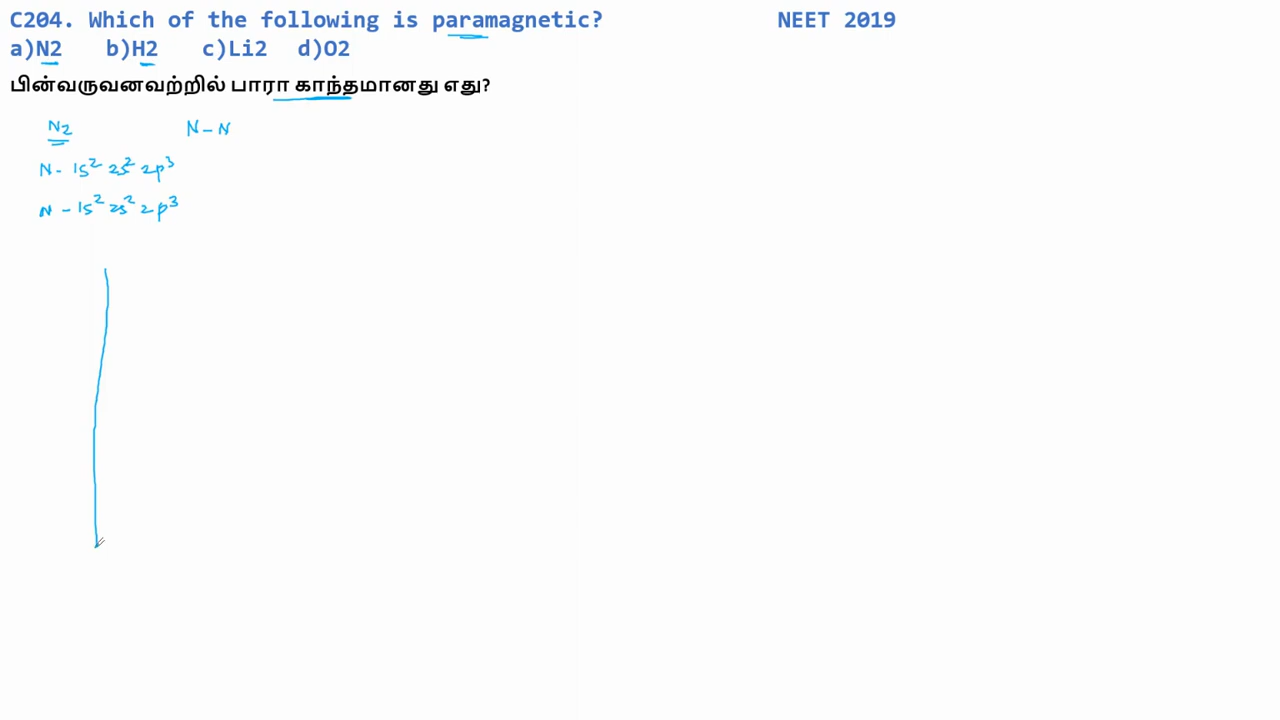 C204. Which of the following is paramagnetic? NEET 2019
a)N2 b)H2 c)Li2 d)O2
பின்வருவனவற்றில் பாரா காந்தமானது எது?
N₂ N-N
N- 1s² 2s² 2p³
N - 1s² 2s² 2p³